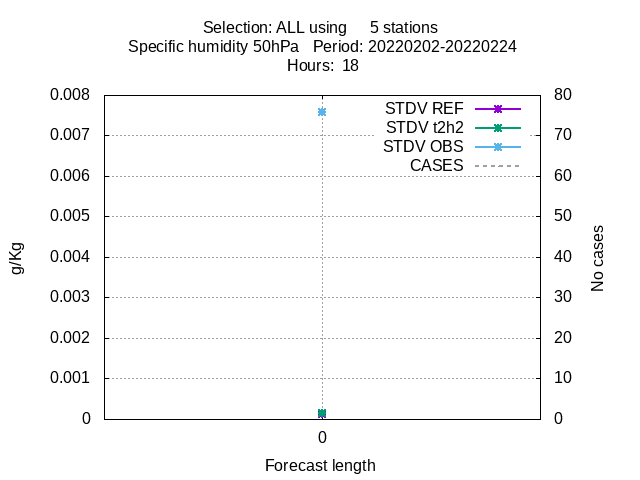 Selection: ALL using     5 stations
Specific humidity 50hPa   Period: 20220202-20220224
Hours:  18
0.008
0.007
0.006
0.005
0.004
0.003
0.002
0.001
0
80
70
60
50
40
30
20
10
0
STDV REF
STDV t2h2
STDV OBS
CASES
g/Kg
No cases
0
Forecast length